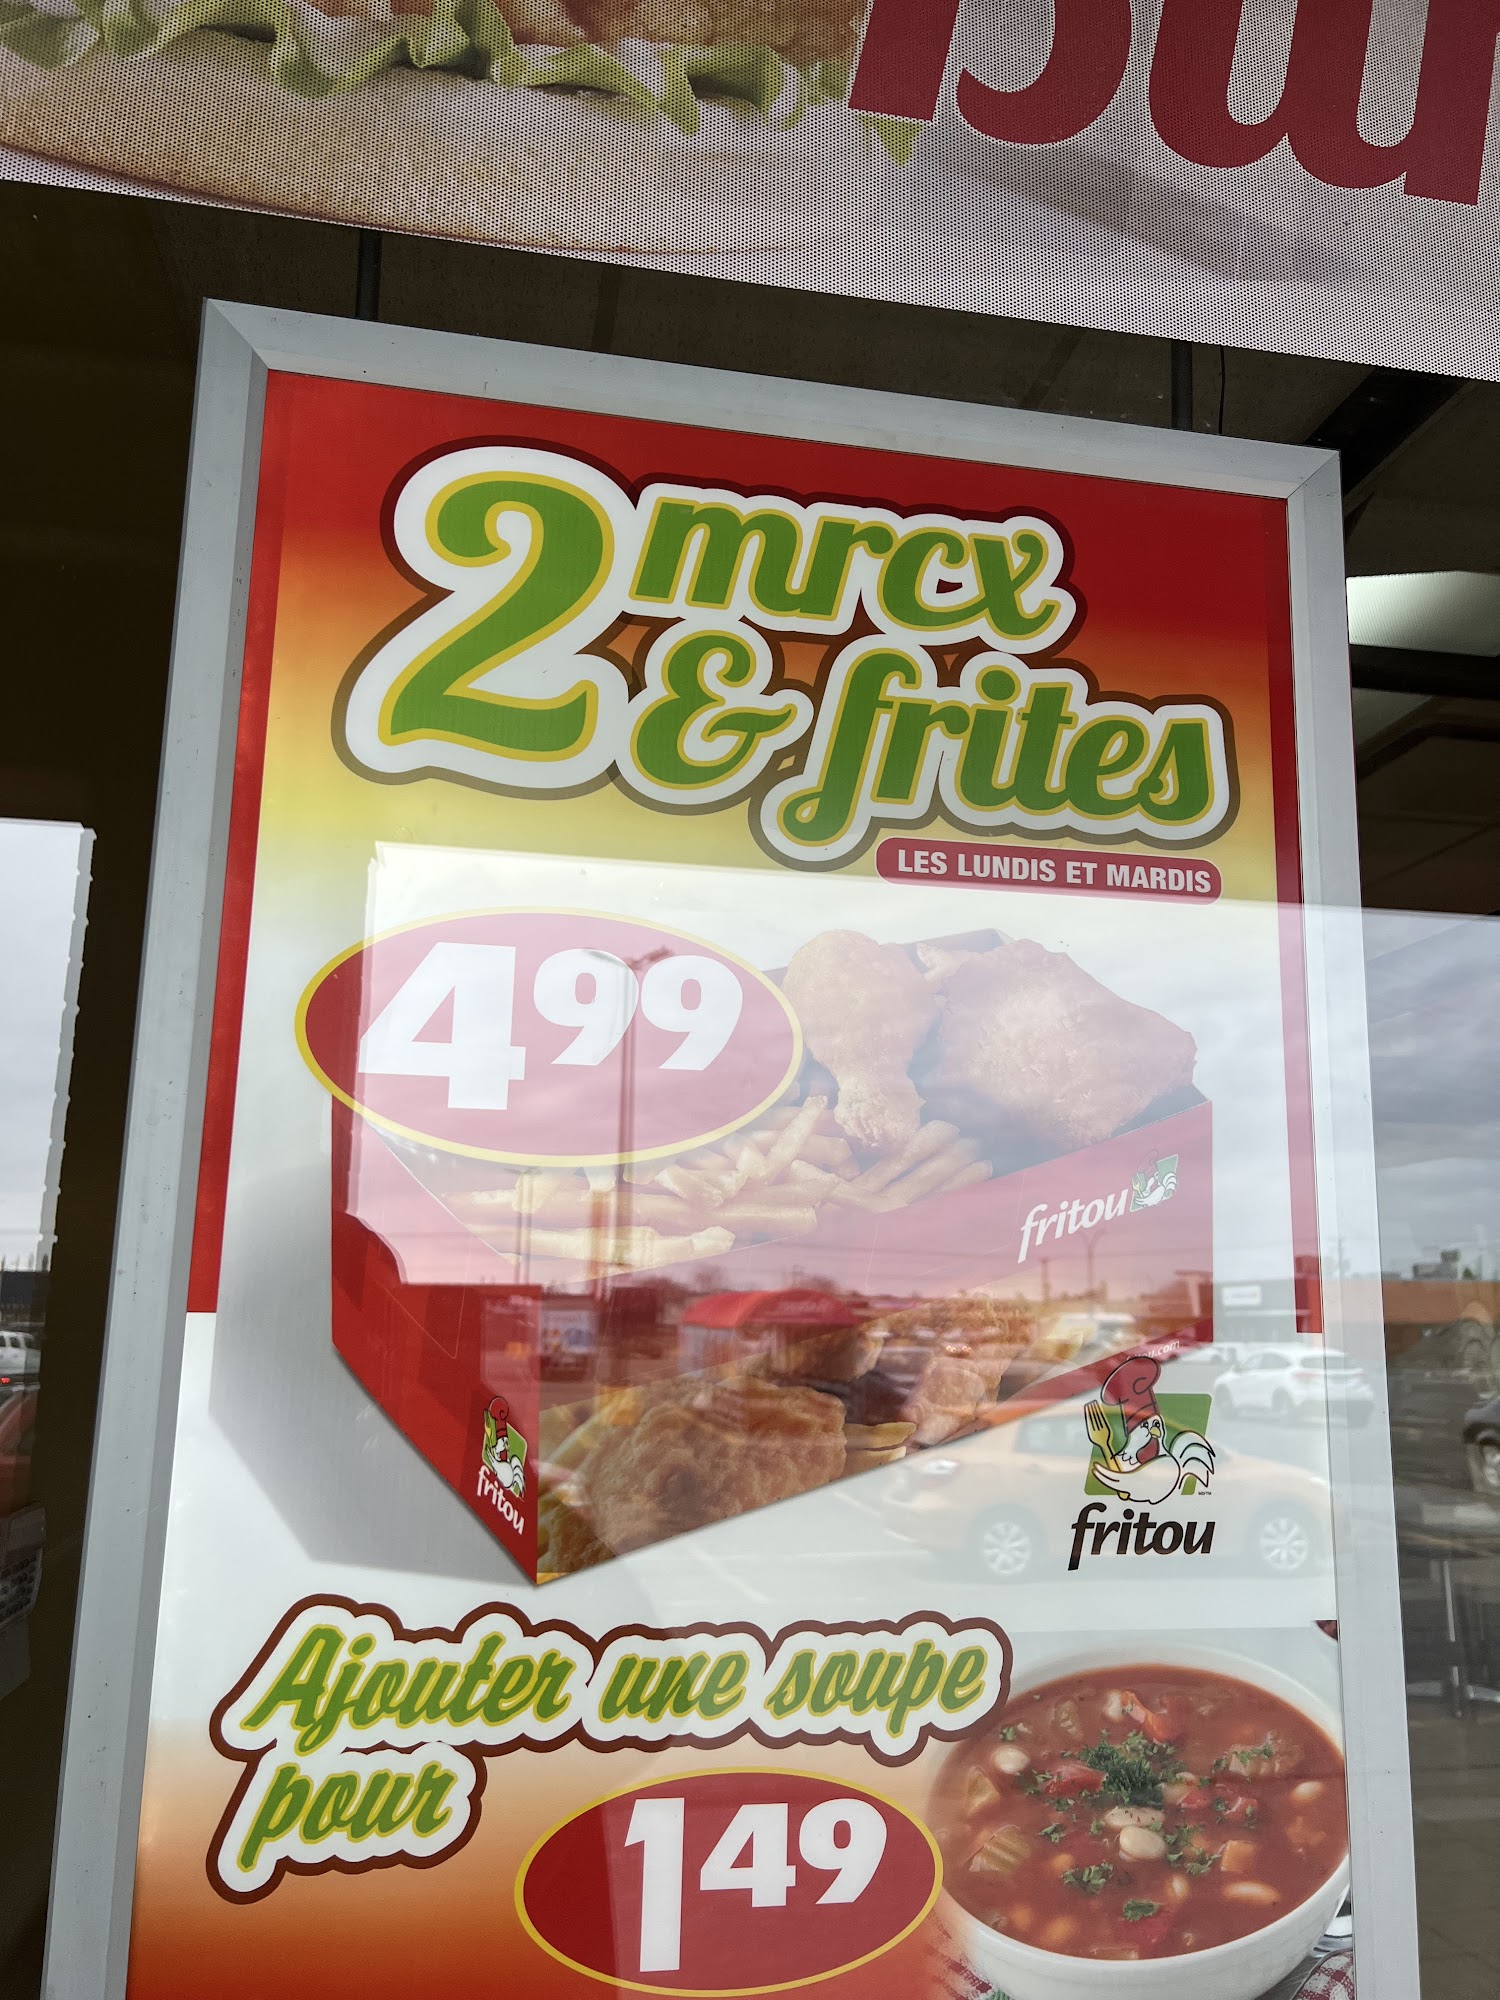 2 mrcx
& frites
LES LUNDIS ET MARDIS
4 99
fritou
fritou
fritou
Ajouter une soupe
pour
1 49